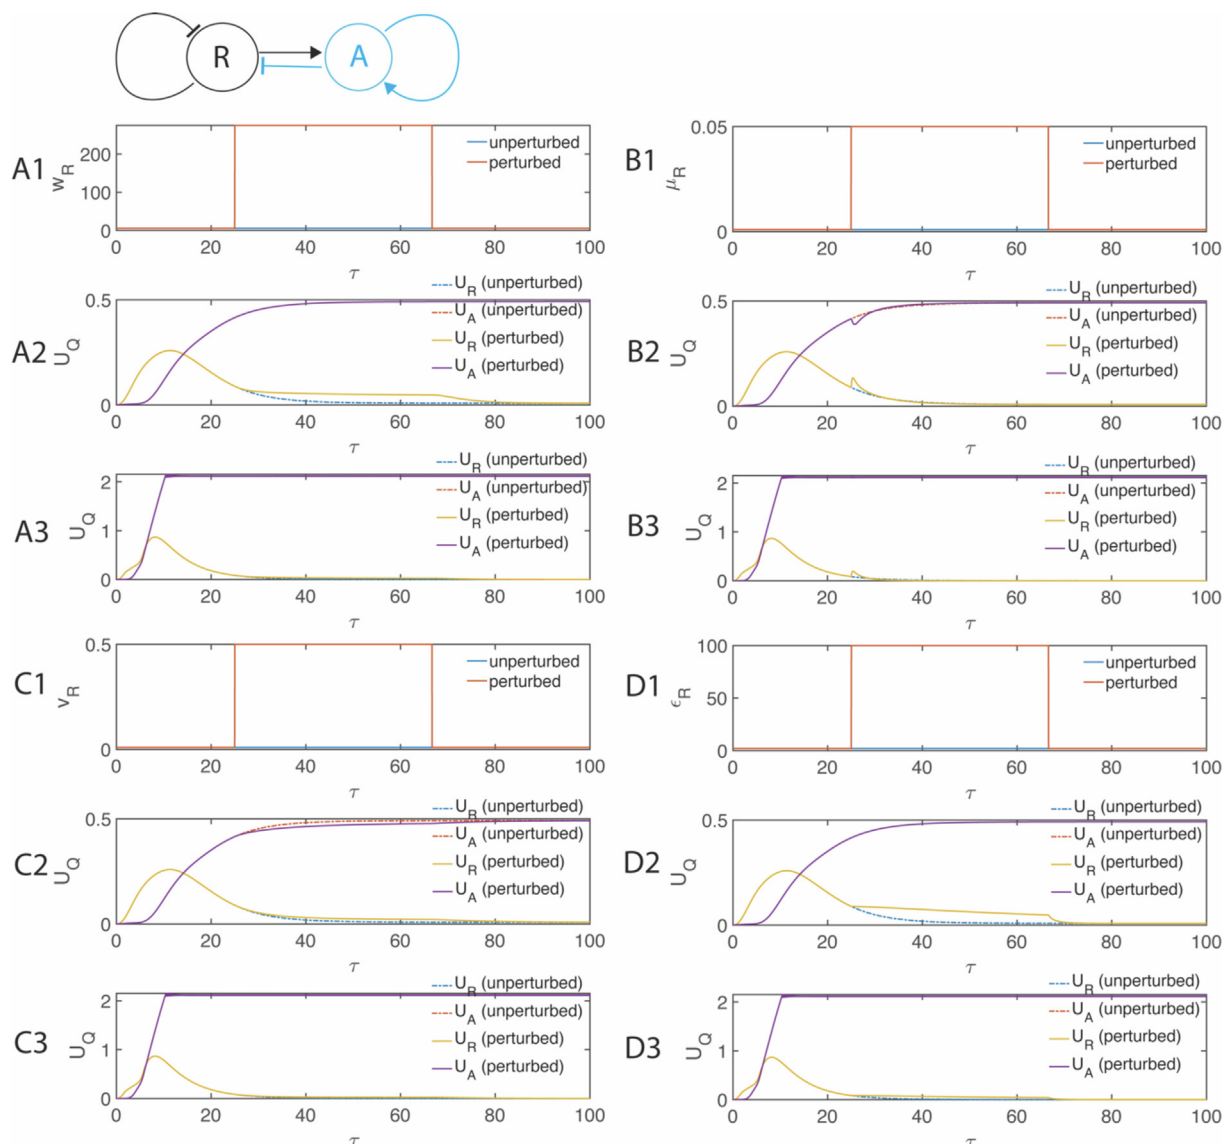 R A
A1
w_R
200
100
0
unperturbed
perturbed
0 20 40 60 80 100
τ
B1
μ_R
0.05
0
unperturbed
perturbed
0 20 40 60 80 100
τ
A2
U_Q
0.5
0
U_R (unperturbed)
U_A (unperturbed)
U_R (perturbed)
U_A (perturbed)
0 20 40 60 80 100
τ
B2
U_Q
0.5
0
U_R (unperturbed)
U_A (unperturbed)
U_R (perturbed)
U_A (perturbed)
0 20 40 60 80 100
τ
A3
U_Q
2
1
0
U_R (unperturbed)
U_A (unperturbed)
U_R (perturbed)
U_A (perturbed)
0 20 40 60 80 100
τ
B3
U_Q
2
1
0
U_R (unperturbed)
U_A (unperturbed)
U_R (perturbed)
U_A (perturbed)
0 20 40 60 80 100
τ
C1
v_R
0.5
0
unperturbed
perturbed
0 20 40 60 80 100
τ
D1
ϵ_R
100
50
0
unperturbed
perturbed
0 20 40 60 80 100
τ
C2
U_Q
0.5
0
U_R (unperturbed)
U_A (unperturbed)
U_R (perturbed)
U_A (perturbed)
0 20 40 60 80 100
τ
D2
U_Q
0.5
0
U_R (unperturbed)
U_A (unperturbed)
U_R (perturbed)
U_A (perturbed)
0 20 40 60 80 100
τ
C3
U_Q
2
1
0
U_R (unperturbed)
U_A (unperturbed)
U_R (perturbed)
U_A (perturbed)
0 20 40 60 80 100
τ
D3
U_Q
2
1
0
U_R (unperturbed)
U_A (unperturbed)
U_R (perturbed)
U_A (perturbed)
0 20 40 60 80 100
τ